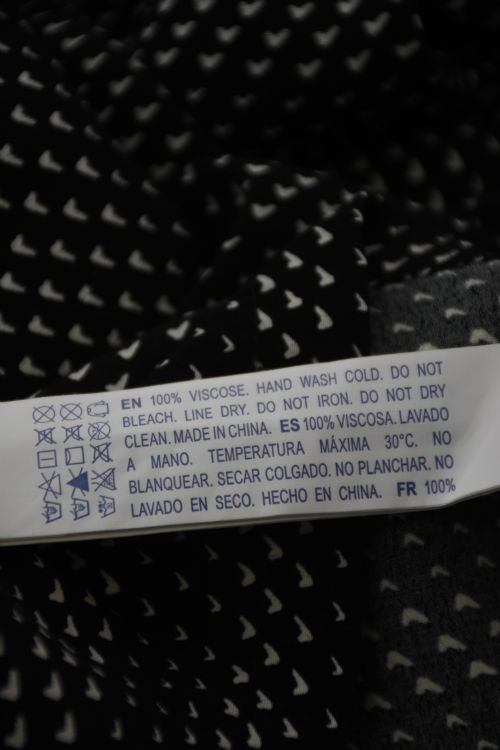 EN 100% VISCOSE. HAND WASH COLD. DO NOT
BLEACH. LINE DRY. DO NOT IRON. DO NOT DRY
CLEAN. MADE IN CHINA. ES 100% VISCOSA. LAVADO
A MANO. TEMPERATURA MÁXIMA 30°C. NO
BLANQUEAR. SECAR COLGADO. NO PLANCHAR. NO
LAVADO EN SECO. HECHO EN CHINA. FR 100%